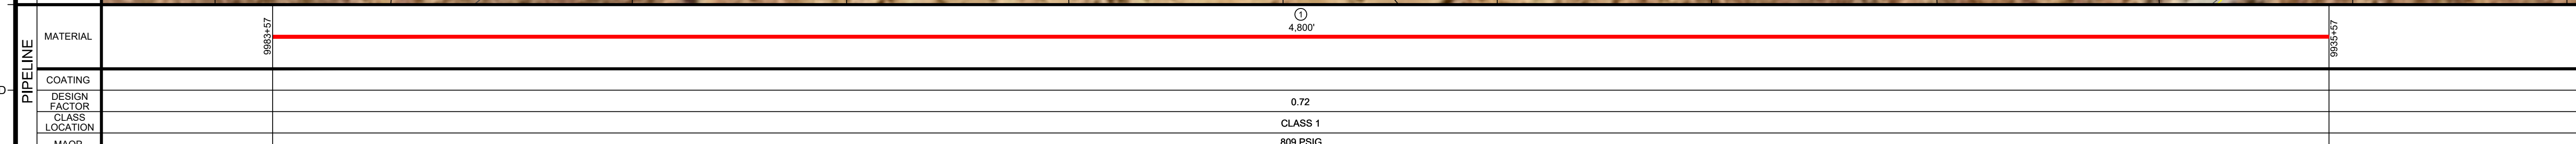 PIPELINE
MATERIAL
9983+57
1
4,800'
9935+57
COATING
DESIGN
FACTOR
0.72
CLASS
LOCATION
CLASS 1
MAOP
809 PSIG